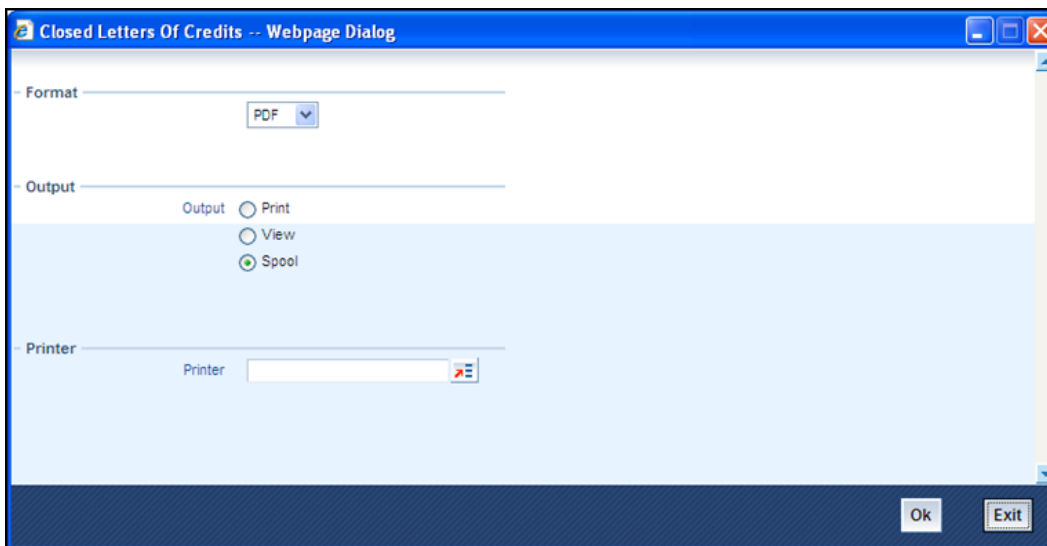 Closed Letters Of Credits -- Webpage Dialog
Format
PDF
Output
Output Print
View
Spool
Printer
Printer
Ok Exit